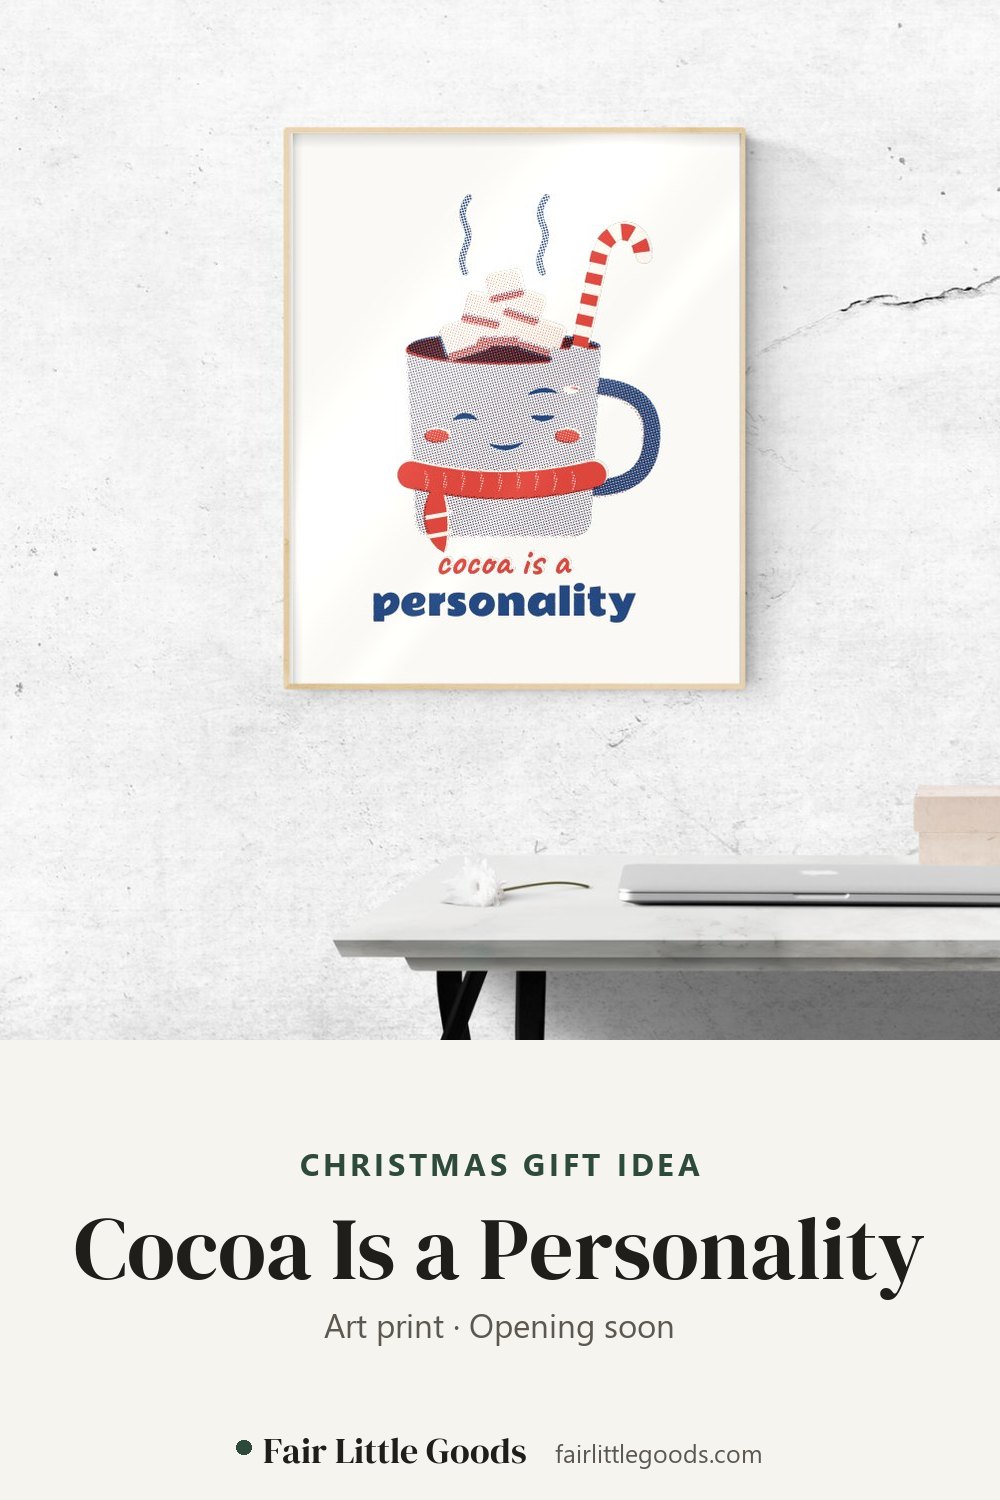 cocoa is a
personality
CHRISTMAS GIFT IDEA
Cocoa Is a Personality
Art print · Opening soon
Fair Little Goods fairlittlegoods.com